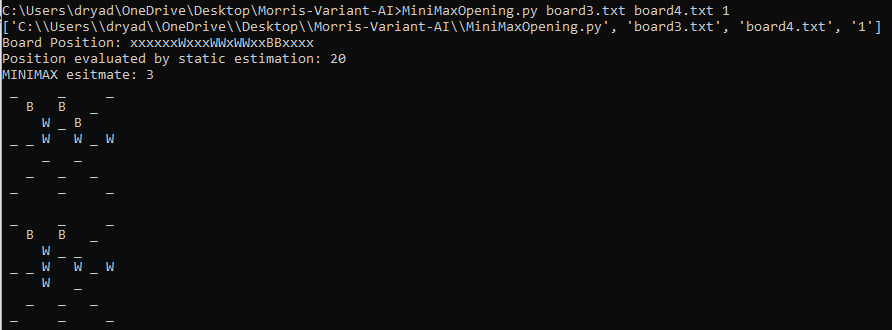 C:\Users\dryad\OneDrive\Desktop\Morris-Variant-AI>MiniMaxOpening.py board3.txt board4.txt 1
['C:\\Users\\dryad\\OneDrive\\Desktop\\Morris-Variant-AI\\MiniMaxOpening.py', 'board3.txt', 'board4.txt', '1']
Board Position: xxxxxxWxxxWWxWWxxBBxxxx
Position evaluated by static estimation: 20
MINIMAX esitmate: 3
 _     _     _
   B   B   _
     W _ B
 _ _ W   W _ W
     _   _
   _   _   _
 _     _     _
 _     _     _
   B   B   _
     W _ _
 _ _ W   W _ W
     W   _
   _   _   _
 _     _     _